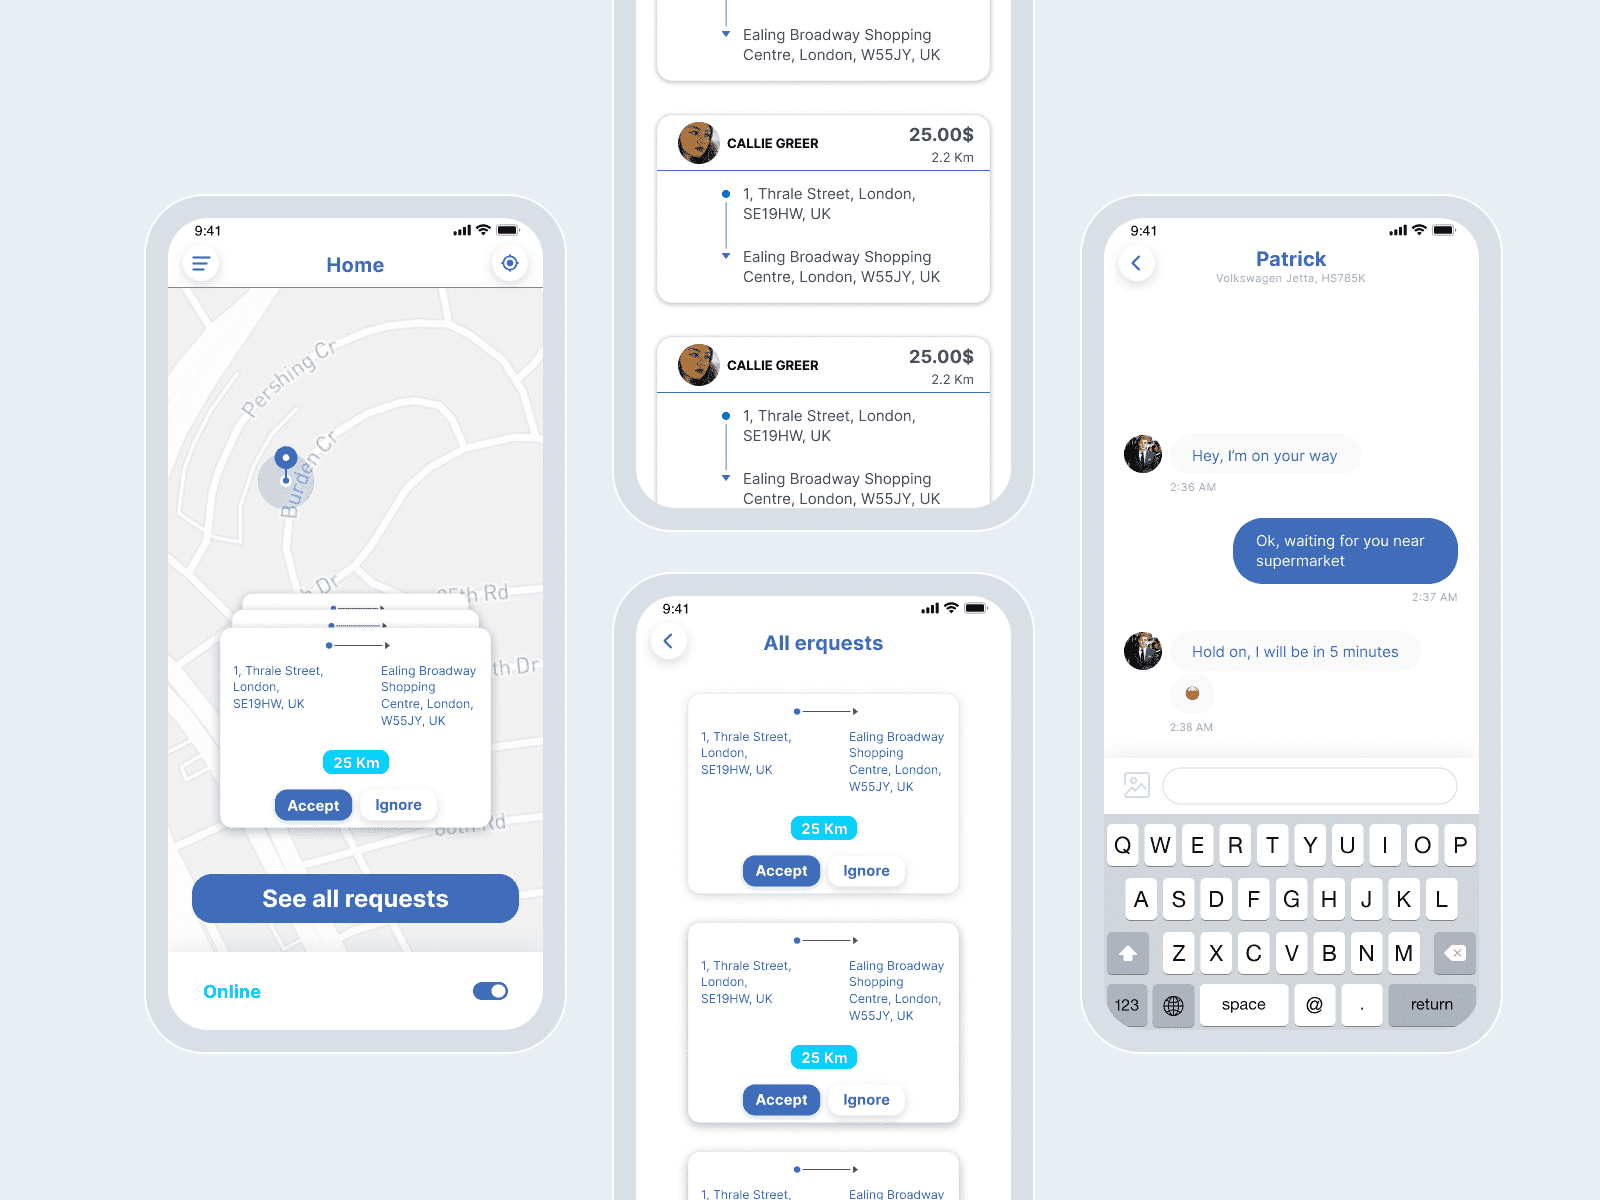 9:41
Home
Pershing Cr
Burden Cr
Dr
th Rd
th Dr
Rd
1, Thrale Street,
London,
SE19HW, UK
Ealing Broadway
Shopping
Centre, London,
W55JY, UK
25 Km
Accept
Ignore
See all requests
Online
Ealing Broadway Shopping
Centre, London, W55JY, UK
CALLIE GREER
25.00$
2.2 Km
1, Thrale Street, London,
SE19HW, UK
Ealing Broadway Shopping
Centre, London, W55JY, UK
CALLIE GREER
25.00$
2.2 Km
1, Thrale Street, London,
SE19HW, UK
Ealing Broadway Shopping
Centre, London, W55JY, UK
9:41
All erquests
1, Thrale Street,
London,
SE19HW, UK
Ealing Broadway
Shopping
Centre, London,
W55JY, UK
25 Km
Accept
Ignore
1, Thrale Street,
London,
SE19HW, UK
Ealing Broadway
Shopping
Centre, London,
W55JY, UK
25 Km
Accept
Ignore
1, Thrale Street,
Ealing Broadway
9:41
Patrick
Volkswagen Jetta, HS785K
Hey, I'm on your way
2:36 AM
Ok, waiting for you near
supermarket
2:37 AM
Hold on, I will be in 5 minutes
2:38 AM
Q W E R T Y U I O P
A S D F G H J K L
Z X C V B N M
123 space @ . return